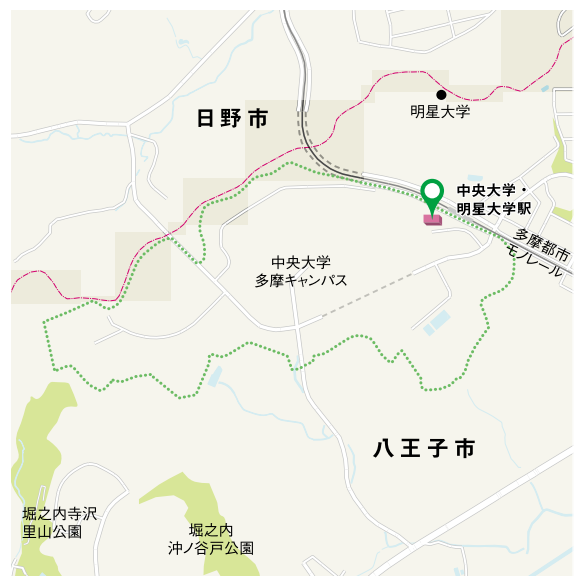 日野市
明星大学
中央大学・
明星大学駅
多摩都市
モノレール
中央大学
多摩キャンパス
八王子市
堀之内寺沢
里山公園
堀之内
沖ノ谷戸公園